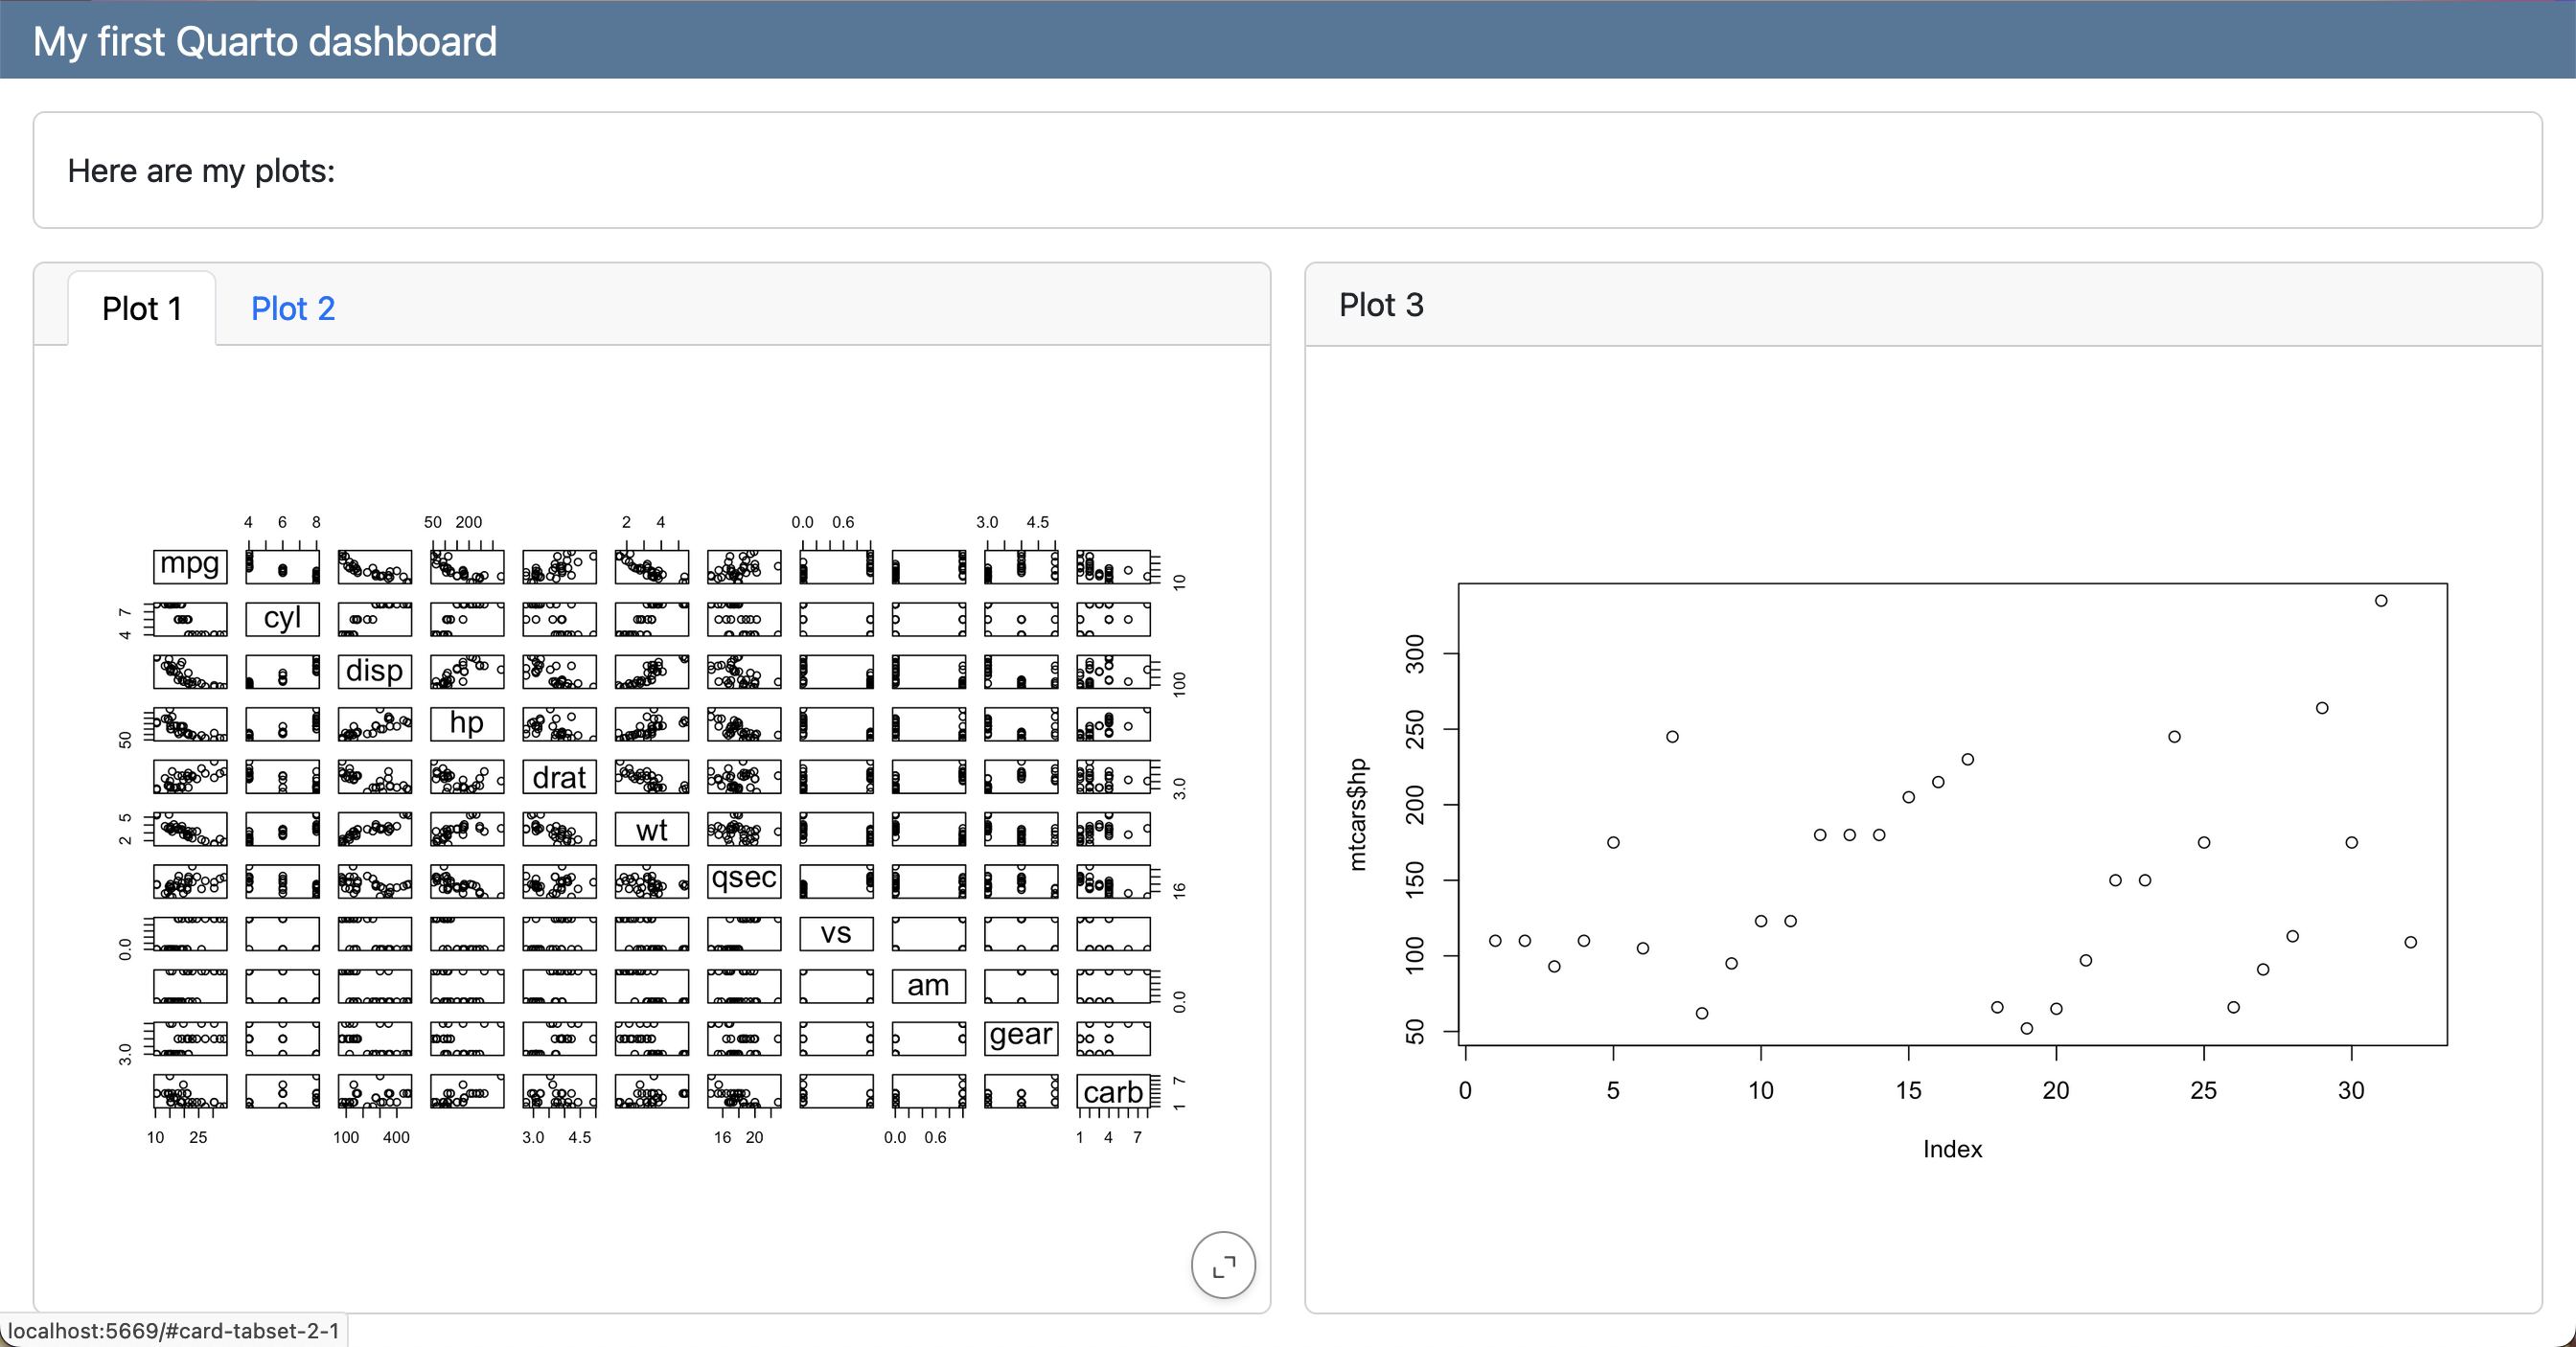 My first Quarto dashboard
Here are my plots:
Plot 1 Plot 2
4 6 8 50 200 2 4 0.0 0.6 3.0 4.5
mpg 10
7 4 cyl
disp 100
50 hp
drat 3.0
5 2 wt
qsec 16
0.0 vs
am 0.0
3.0 gear
carb 7 1
10 25 100 400 3.0 4.5 16 20 0.0 0.6 1 4 7
Plot 3
mtcars$hp
300
250
200
150
100
50
0 5 10 15 20 25 30
Index
localhost:5669/#card-tabset-2-1